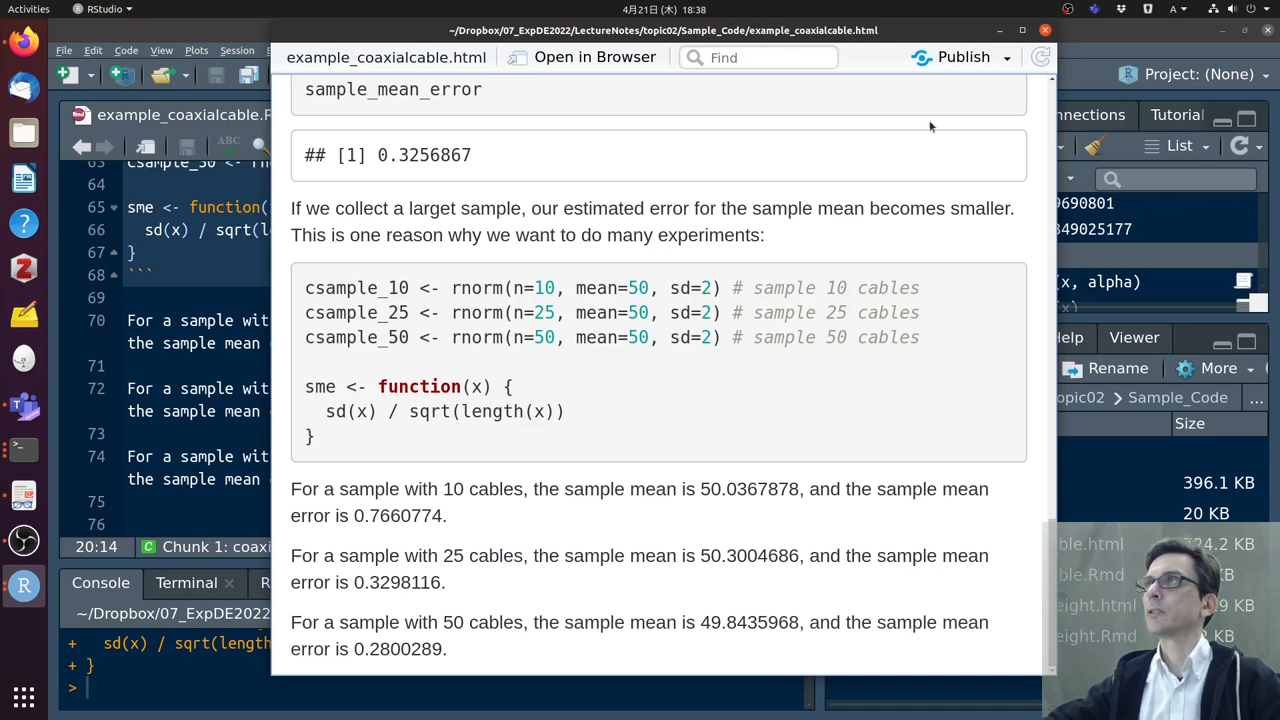 Activities
RStudio
4月21日 (木) 18:38
A
~/Dropbox/07_ExpDE2022/LectureNotes/topic02/Sample_Code/example_coaxialcable.html
File Edit Code View Plots Session
example_coaxialcable.html
Open in Browser
Find
Publish
Project: (None)
example_coaxialcable.R
nnections
Tutorial
ABC
List
sample_mean_error
## [1] 0.3256867
63
csample_50 <- rn
64
65
sme <- function(
66
sd(x) / sqrt(l
67
}
68
```
69
70
For a sample wit
the sample mean
71
72
For a sample wit
the sample mean
73
74
For a sample wit
the sample mean
75
76
If we collect a larget sample, our estimated error for the sample mean becomes smaller.
This is one reason why we want to do many experiments:
csample_10 <- rnorm(n=10, mean=50, sd=2) # sample 10 cables
csample_25 <- rnorm(n=25, mean=50, sd=2) # sample 25 cables
csample_50 <- rnorm(n=50, mean=50, sd=2) # sample 50 cables
sme <- function(x) {
sd(x) / sqrt(length(x))
}
For a sample with 10 cables, the sample mean is 50.0367878, and the sample mean
error is 0.7660774.
For a sample with 25 cables, the sample mean is 50.3004686, and the sample mean
error is 0.3298116.
For a sample with 50 cables, the sample mean is 49.8435968, and the sample mean
error is 0.2800289.
9690801
349025177
(x, alpha)
elp
Viewer
Rename
More
opic02
Sample_Code
...
Size
396.1 KB
20 KB
ble.html
724.2 KB
ble.Rmd
KB
eight.html
KB
eight.Rmd
KB
20:14
Chunk 1: coax
Console
Terminal
R
~/Dropbox/07_ExpDE2022
+ sd(x) / sqrt(length
+ }
>